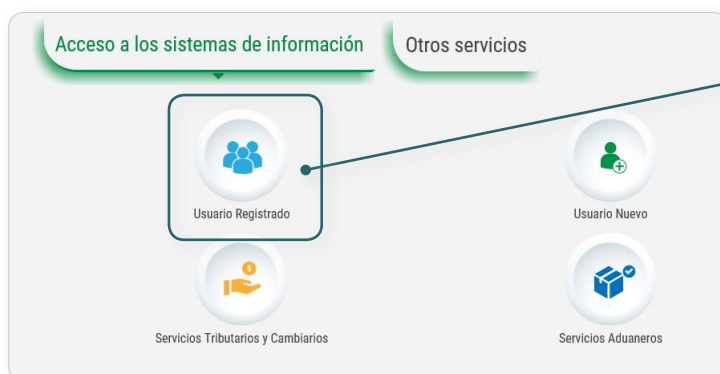 Acceso a los sistemas de información
Otros servicios
Usuario Registrado
Usuario Nuevo
Servicios Tributarios y Cambiarios
Servicios Aduaneros